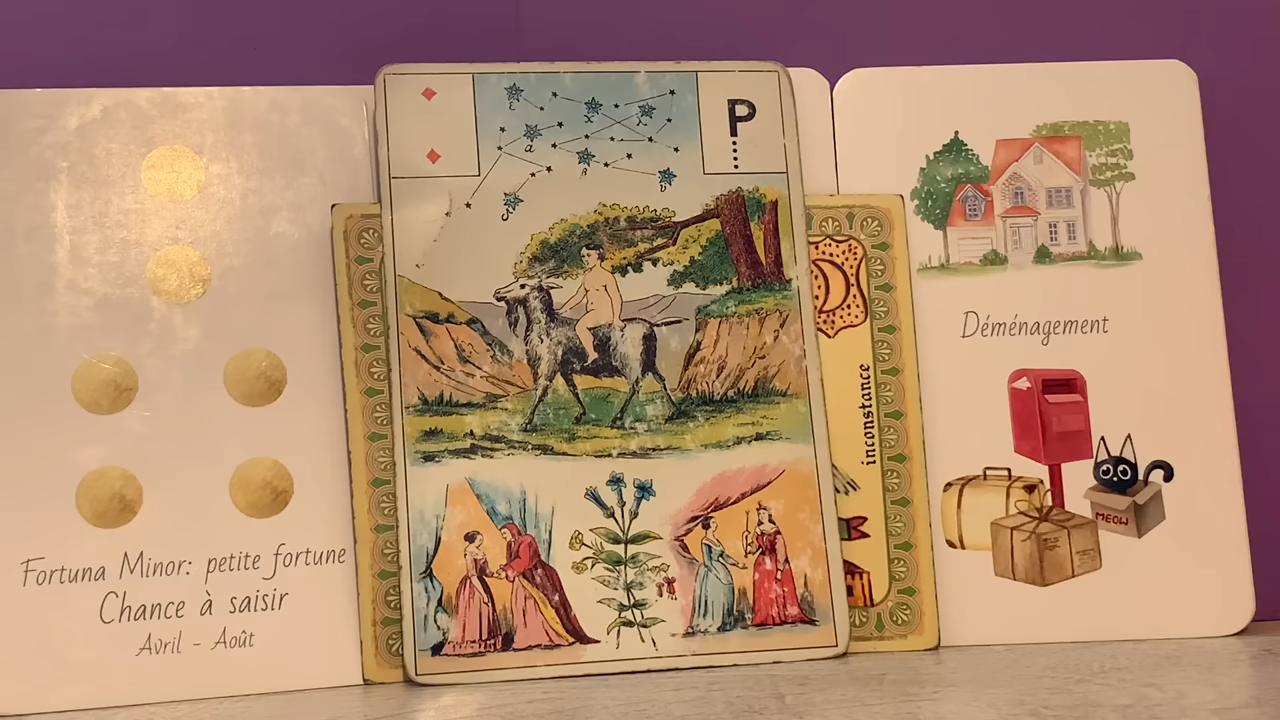 Fortuna Minor: petite fortune
Chance à saisir
Avril - Août
P
inconstance
Déménagement
MEOW